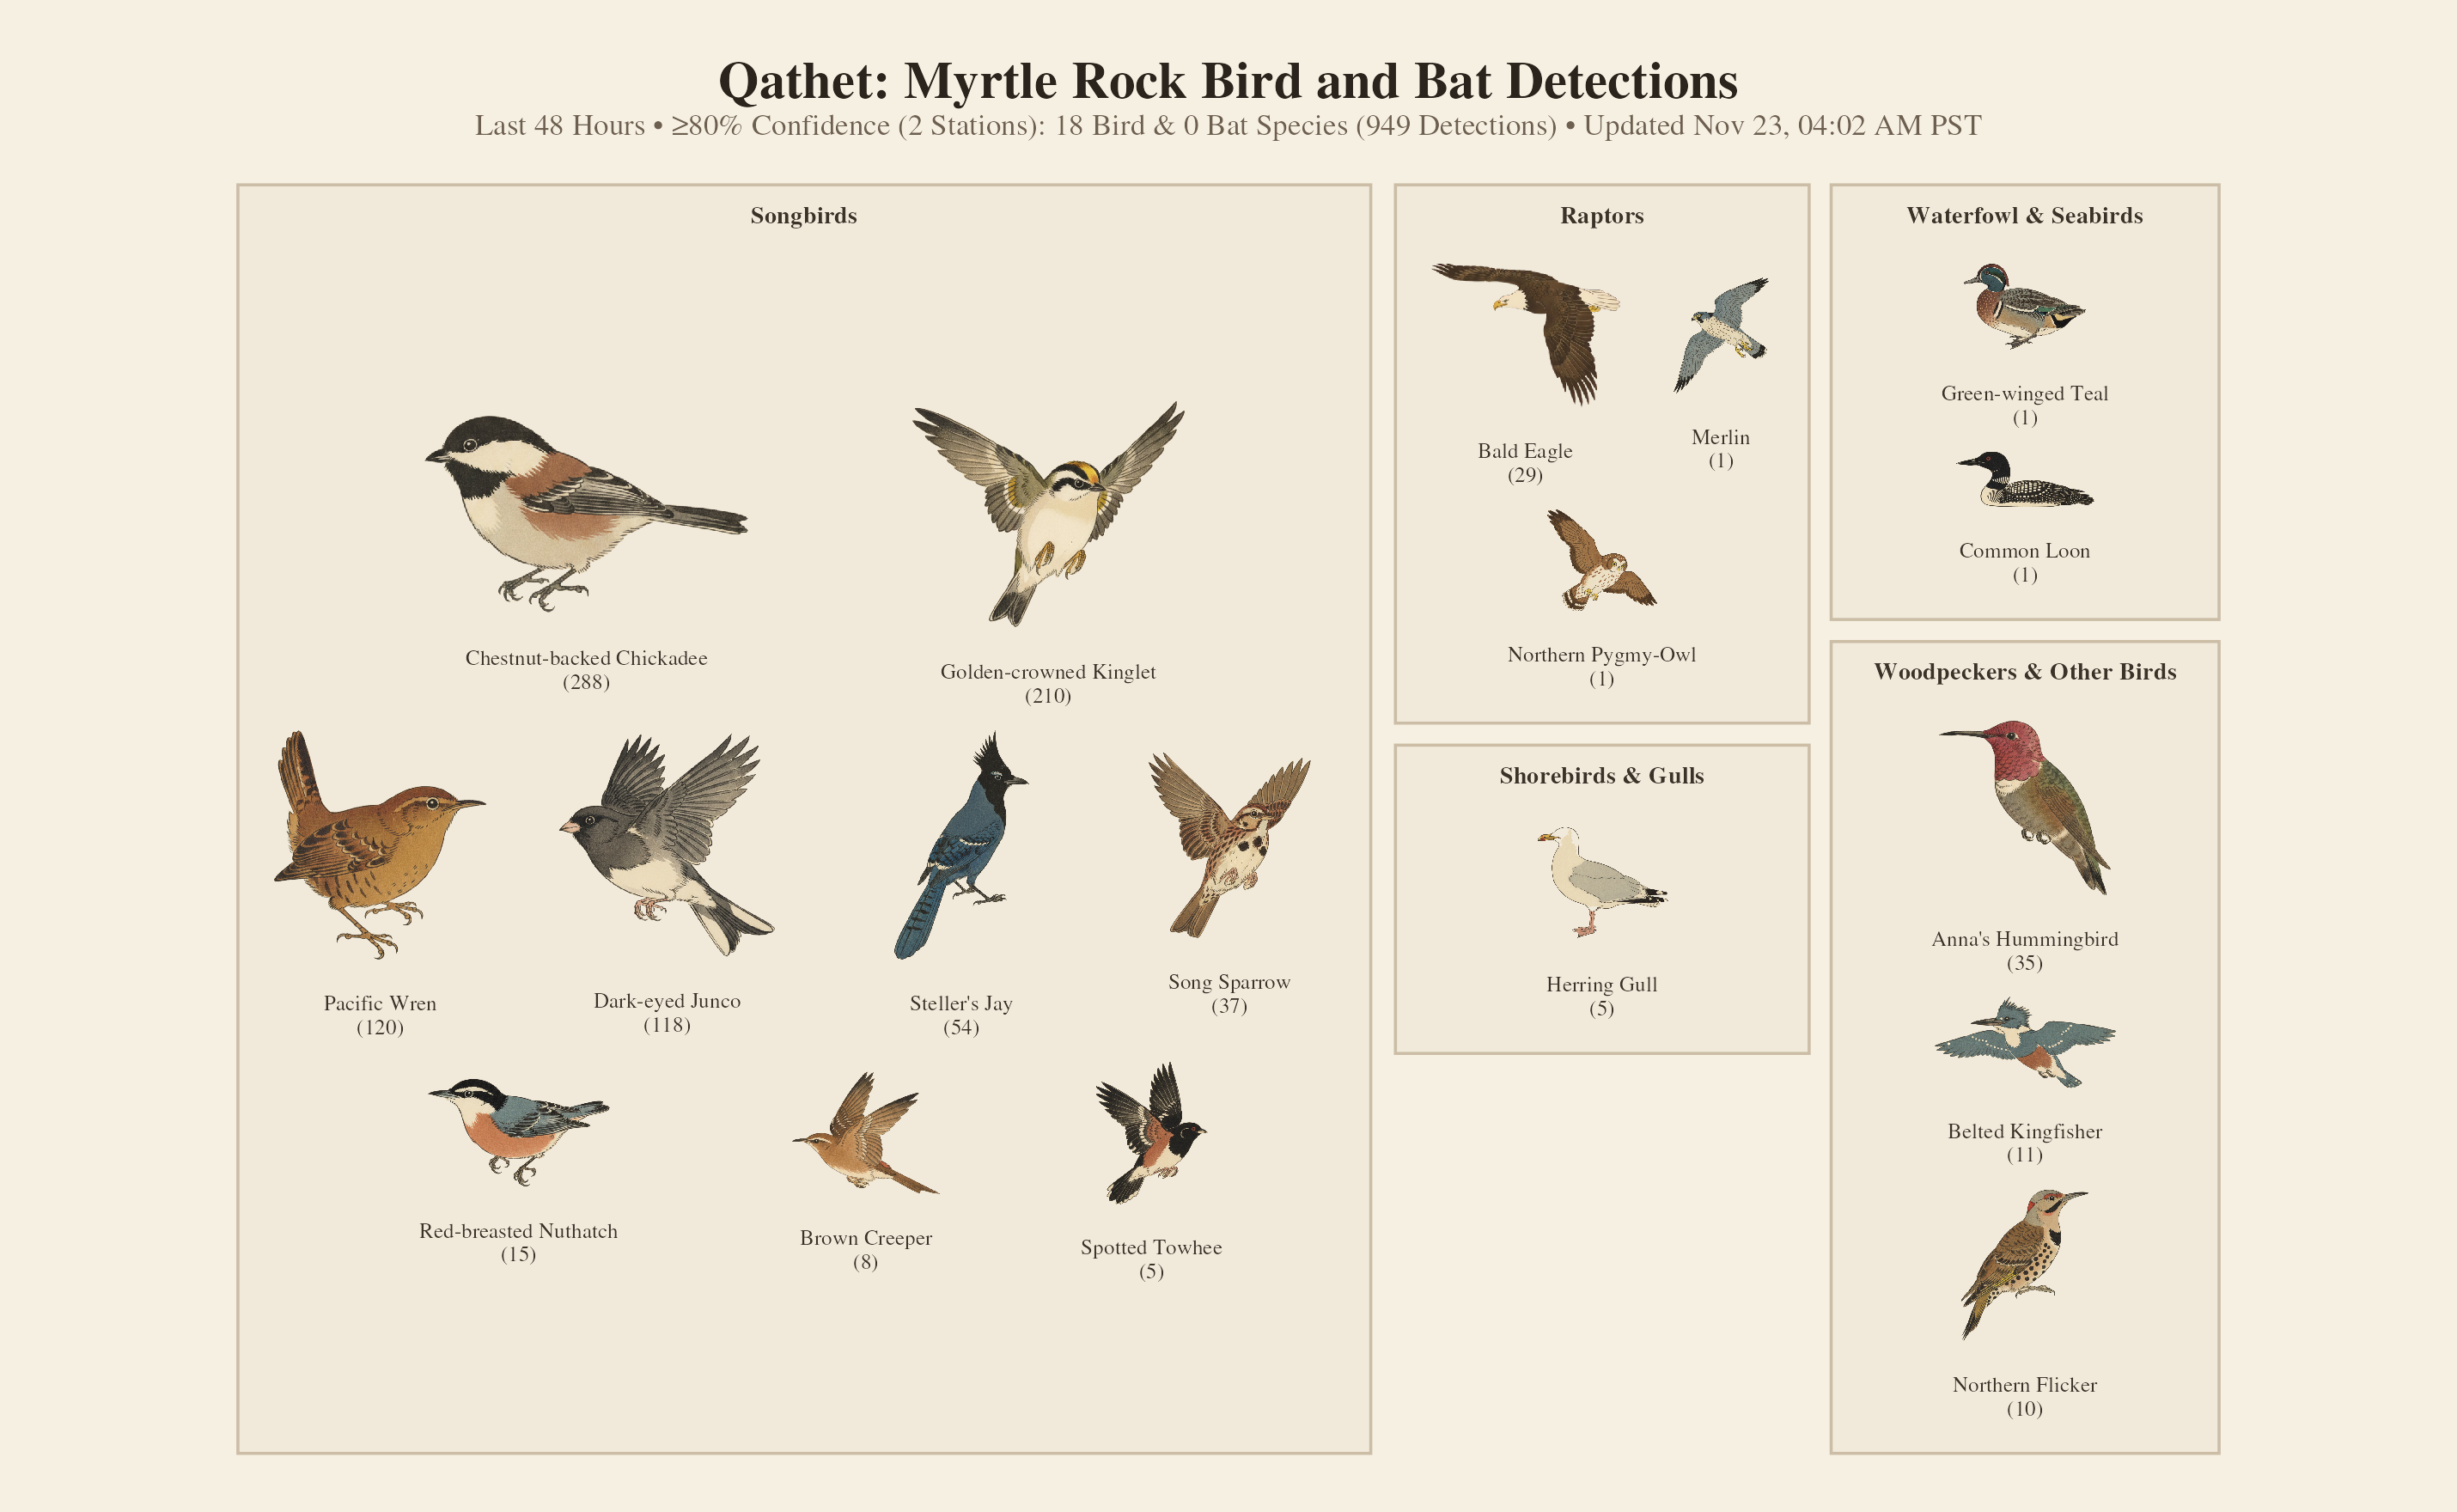 Qathet: Myrtle Rock Bird and Bat Detections
Last 48 Hours • ≥80% Confidence (2 Stations): 18 Bird & 0 Bat Species (949 Detections) • Updated Nov 23, 04:02 AM PST
Songbirds
Chestnut-backed Chickadee
(288)
Golden-crowned Kinglet
(210)
Pacific Wren
(120)
Dark-eyed Junco
(118)
Steller's Jay
(54)
Song Sparrow
(37)
Red-breasted Nuthatch
(15)
Brown Creeper
(8)
Spotted Towhee
(5)
Raptors
Bald Eagle
(29)
Merlin
(1)
Northern Pygmy-Owl
(1)
Shorebirds & Gulls
Herring Gull
(5)
Waterfowl & Seabirds
Green-winged Teal
(1)
Common Loon
(1)
Woodpeckers & Other Birds
Anna's Hummingbird
(35)
Belted Kingfisher
(11)
Northern Flicker
(10)